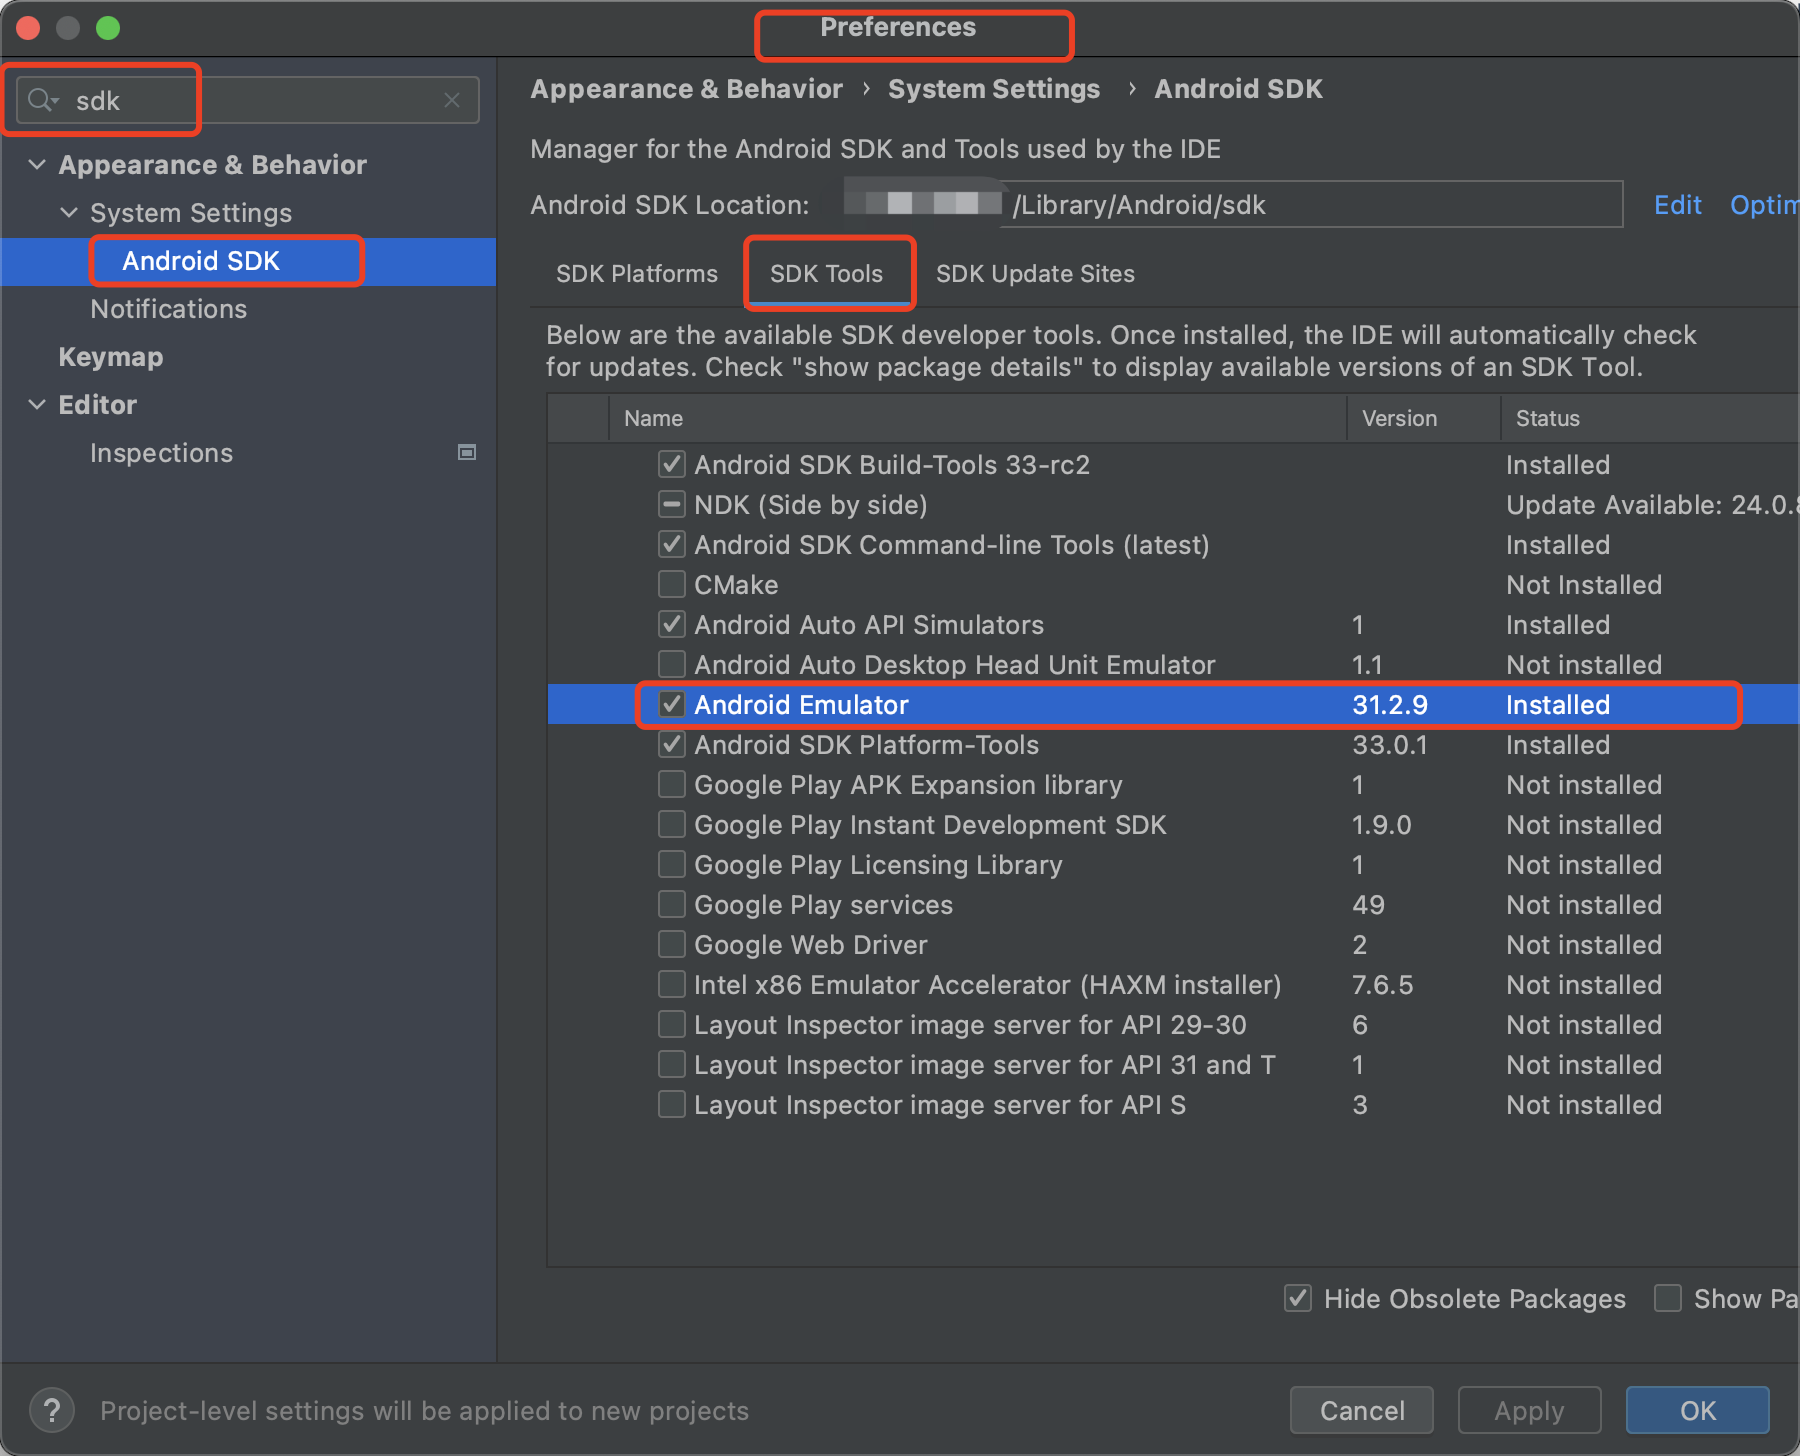 Preferences
sdk
Appearance & Behavior
System Settings
Android SDK
Notifications
Keymap
Editor
Inspections
Appearance & Behavior › System Settings › Android SDK
Manager for the Android SDK and Tools used by the IDE
Android SDK Location: /Library/Android/sdk Edit Optim
SDK Platforms SDK Tools SDK Update Sites
Below are the available SDK developer tools. Once installed, the IDE will automatically check
for updates. Check "show package details" to display available versions of an SDK Tool.
Name Version Status
Android SDK Build-Tools 33-rc2 Installed
NDK (Side by side) Update Available: 24.0.8
Android SDK Command-line Tools (latest) Installed
CMake Not Installed
Android Auto API Simulators 1 Installed
Android Auto Desktop Head Unit Emulator 1.1 Not installed
Android Emulator 31.2.9 Installed
Android SDK Platform-Tools 33.0.1 Installed
Google Play APK Expansion library 1 Not installed
Google Play Instant Development SDK 1.9.0 Not installed
Google Play Licensing Library 1 Not installed
Google Play services 49 Not installed
Google Web Driver 2 Not installed
Intel x86 Emulator Accelerator (HAXM installer) 7.6.5 Not installed
Layout Inspector image server for API 29-30 6 Not installed
Layout Inspector image server for API 31 and T 1 Not installed
Layout Inspector image server for API S 3 Not installed
Hide Obsolete Packages Show Pa
? Project-level settings will be applied to new projects
Cancel Apply OK